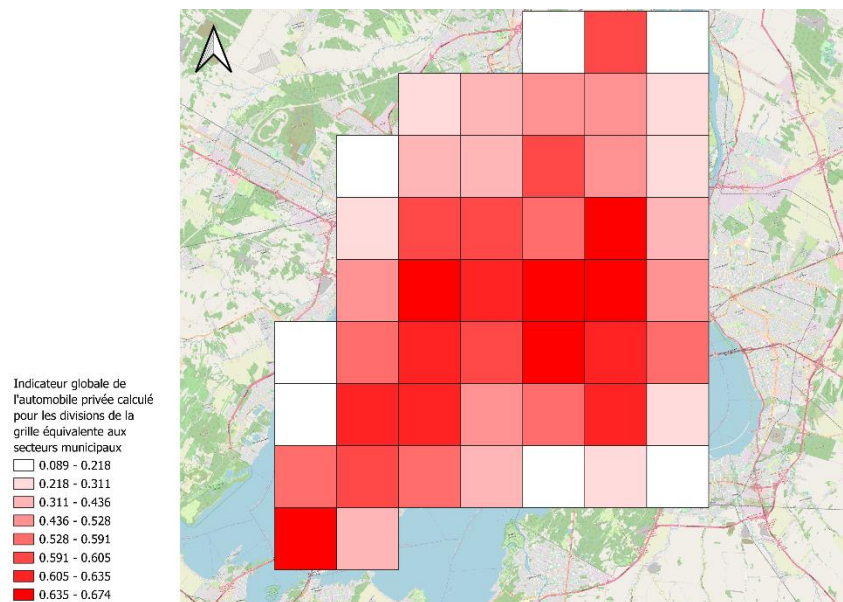 Indicateur globale de
l'automobile privée calculé
pour les divisions de la
grille équivalente aux
secteurs municipaux
0.089 - 0.218
0.218 - 0.311
0.311 - 0.436
0.436 - 0.528
0.528 - 0.591
0.591 - 0.605
0.605 - 0.635
0.635 - 0.674